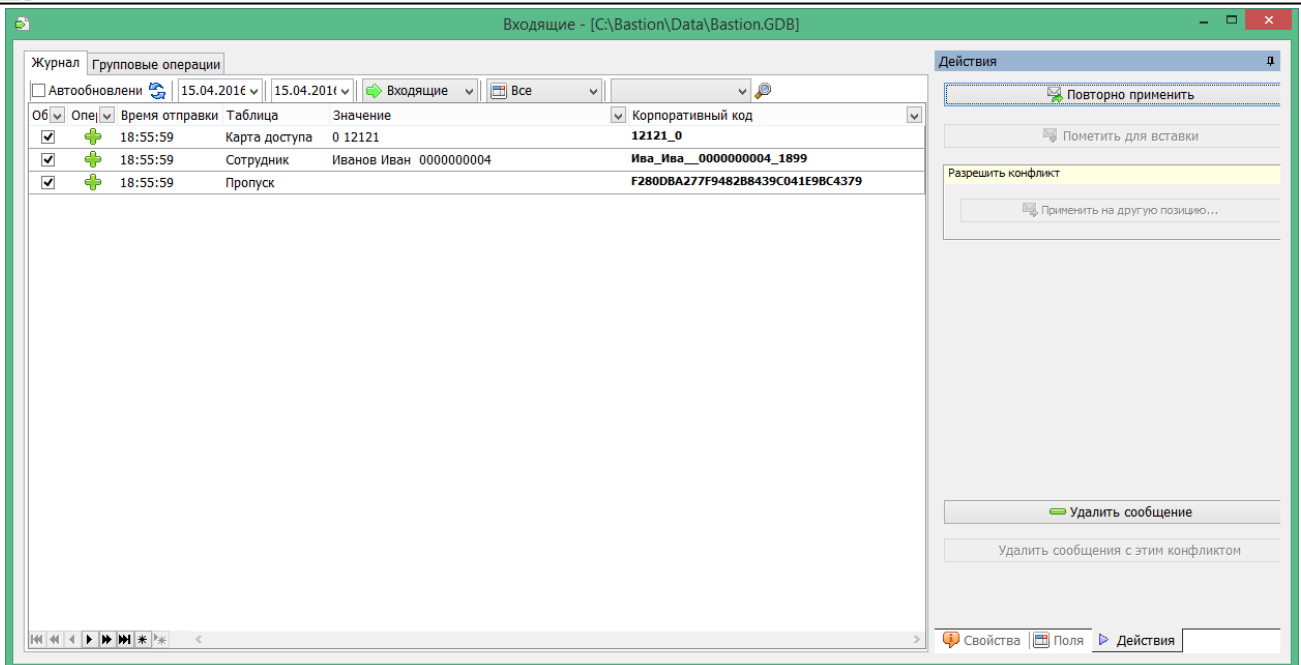 Входящие - [C:\Bastion\Data\Bastion.GDB]
Журнал Групповые операции
Автообновлени 15.04.2016 15.04.2016 Входящие Все
Об Опер Время отправки Таблица Значение Корпоративный код
18:55:59 Карта доступа 0 12121 12121_0
18:55:59 Сотрудник Иванов Иван 0000000004 Ива_Ива__0000000004_1899
18:55:59 Пропуск F280DBA277F9482B8439C041E9BC4379
Действия
Повторно применить
Пометить для вставки
Разрешить конфликт
Применить на другую позицию...
Удалить сообщение
Удалить сообщения с этим конфликтом
Свойства Поля Действия